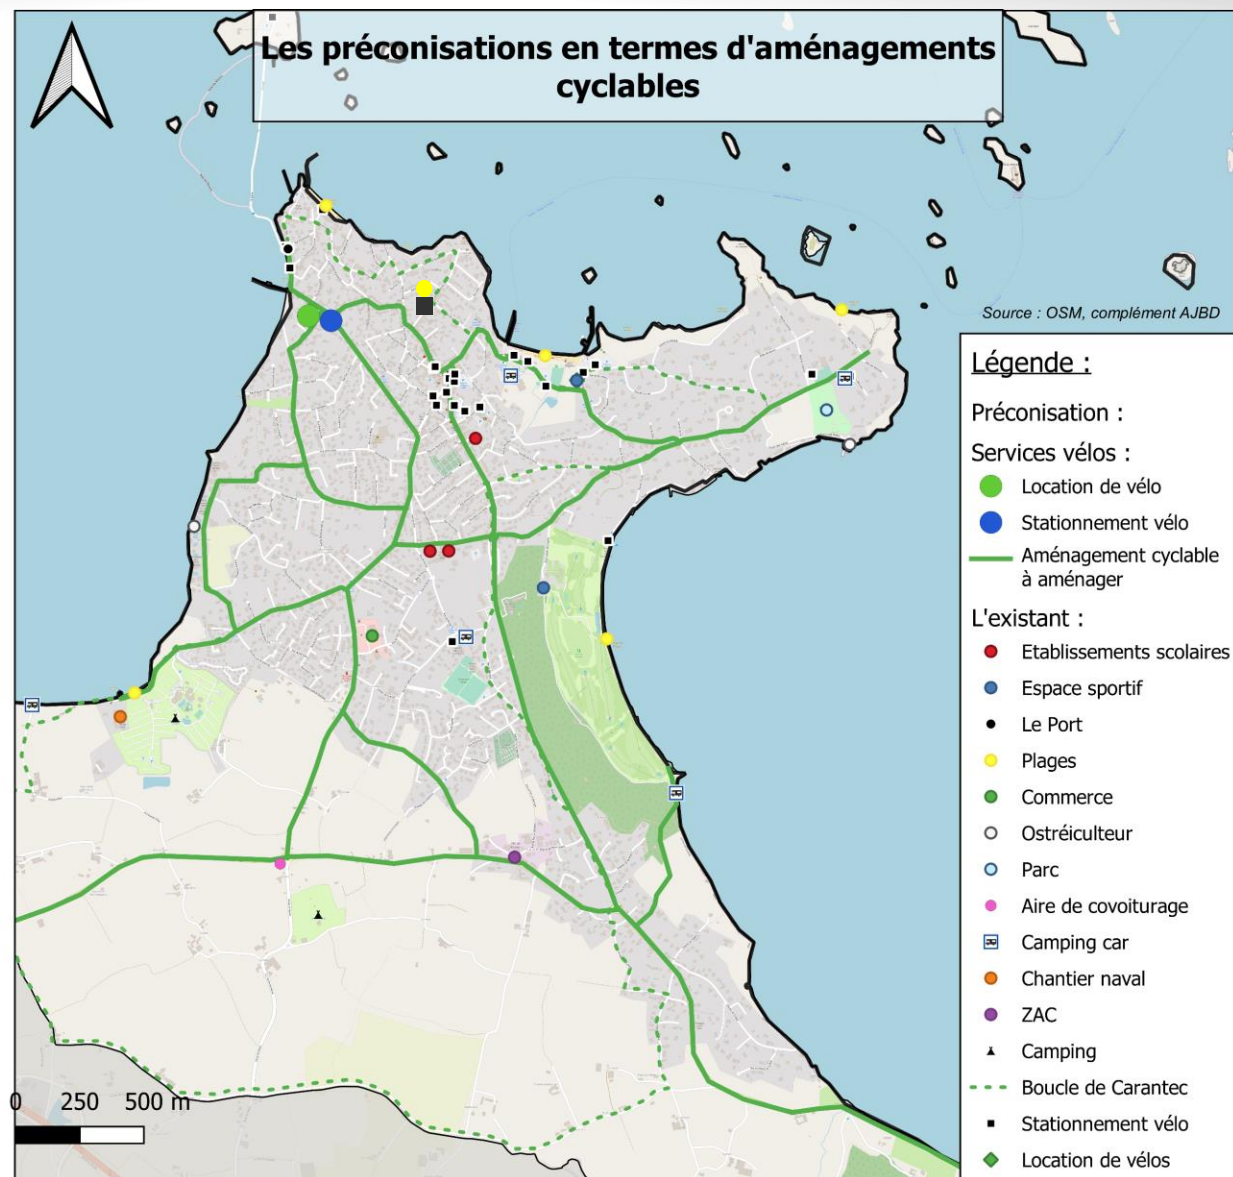 Les préconisations en termes d'aménagements
cyclables
Source : OSM, complément AJBD
Légende :
Préconisation :
Services vélos :
Location de vélo
Stationnement vélo
Aménagement cyclable
à aménager
L'existant :
Etablissements scolaires
Espace sportif
Le Port
Plages
Commerce
Ostréiculteur
Parc
Aire de covoiturage
Camping car
Chantier naval
ZAC
Camping
Boucle de Carantec
Stationnement vélo
Location de vélos
0 250 500 m